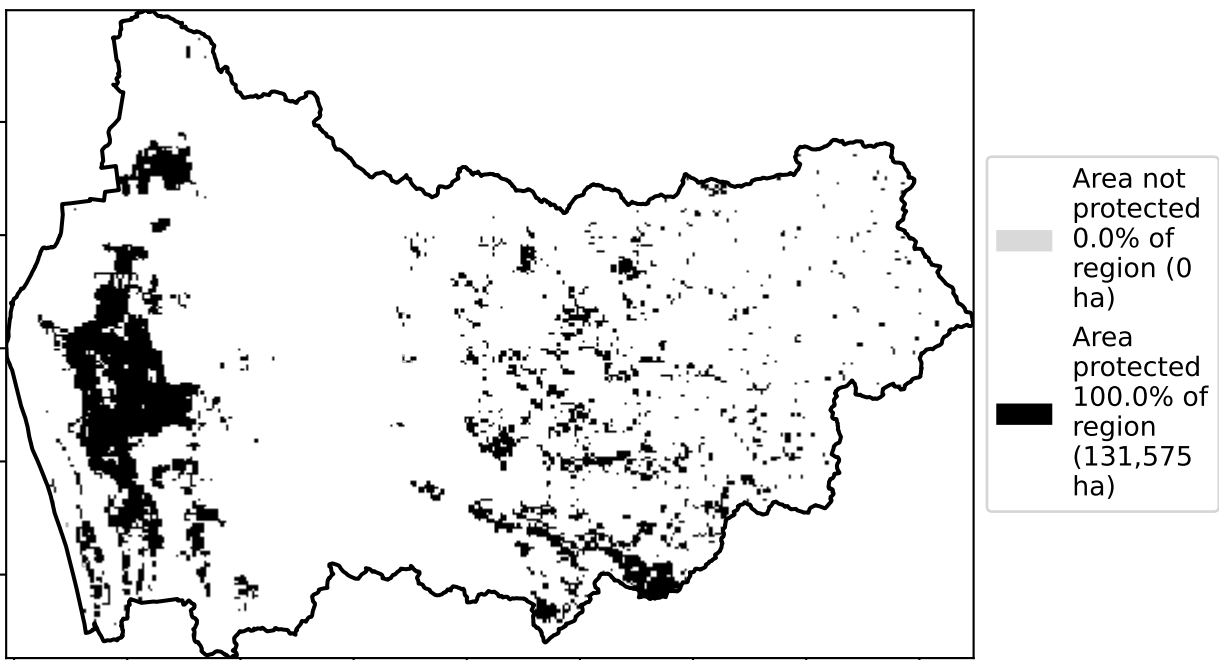 Area not
protected
0.0% of
region (0
ha)
Area
protected
100.0% of
region
(131,575
ha)